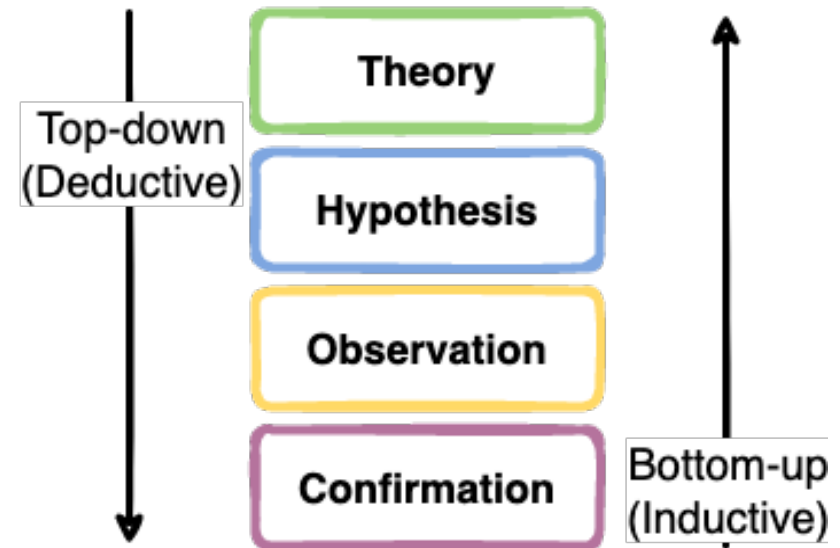 Theory
Top-down
(Deductive)
Hypothesis
Observation
Confirmation
Bottom-up
(Inductive)